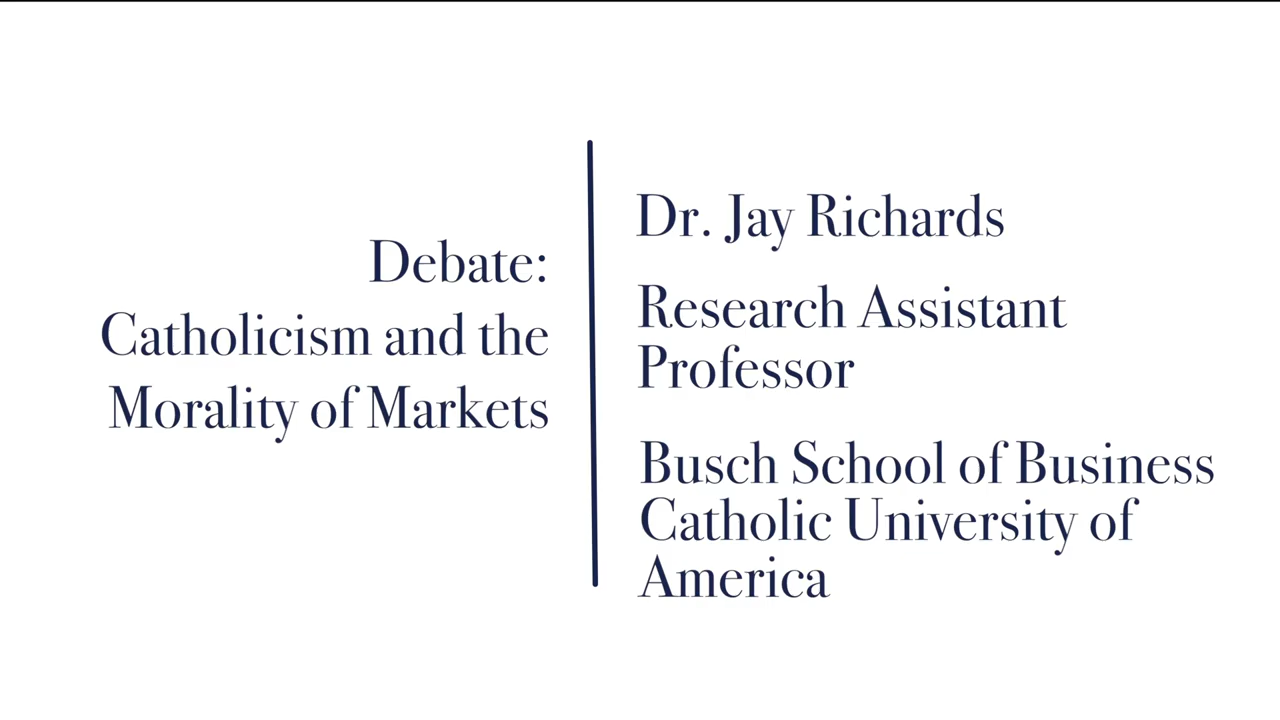 Debate:
Catholicism and the
Morality of Markets
Dr. Jay Richards
Research Assistant
Professor
Busch School of Business
Catholic University of
America